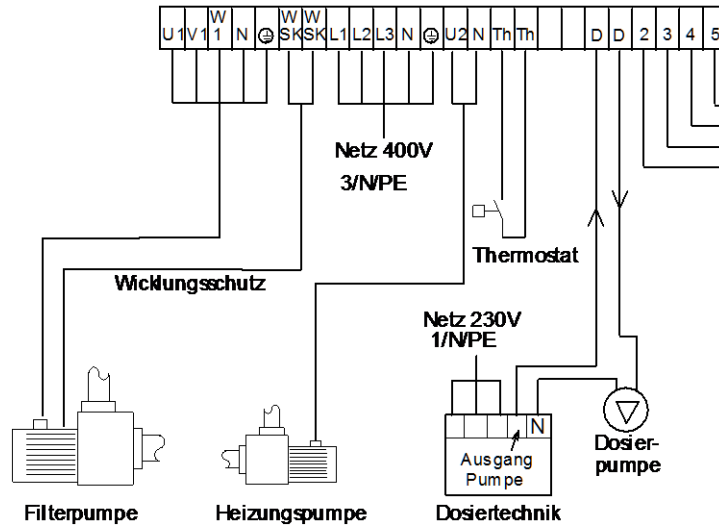 U1 V1 W1 N WSK WSK L1 L2 L3 N U2 N Th Th D D 2 3 4 5
Netz 400V
3/N/PE
Thermostat
Wicklungsschutz
Netz 230V
1/N/PE
N
Ausgang
Pumpe
Dosier-
pumpe
Filterpumpe
Heizungspumpe
Dosiertechnik